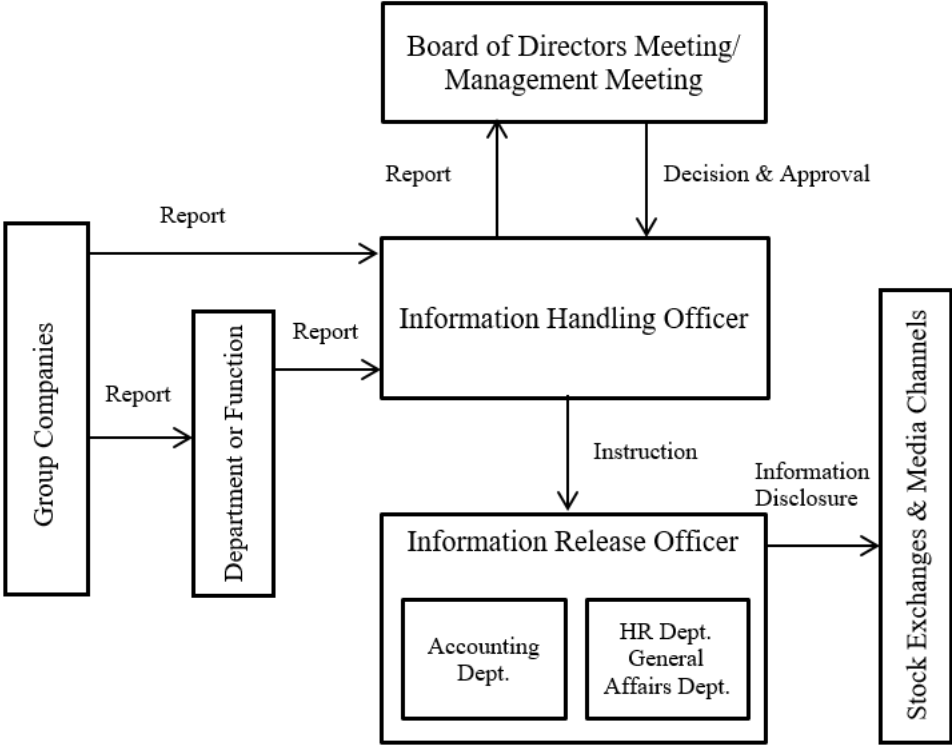 Board of Directors Meeting/
Management Meeting
Report
Decision & Approval
Report
Group Companies
Information Handling Officer
Report
Department or Function
Report
Instruction
Information
Disclosure
Stock Exchanges & Media Channels
Information Release Officer
Accounting
Dept.
HR Dept.
General
Affairs Dept.